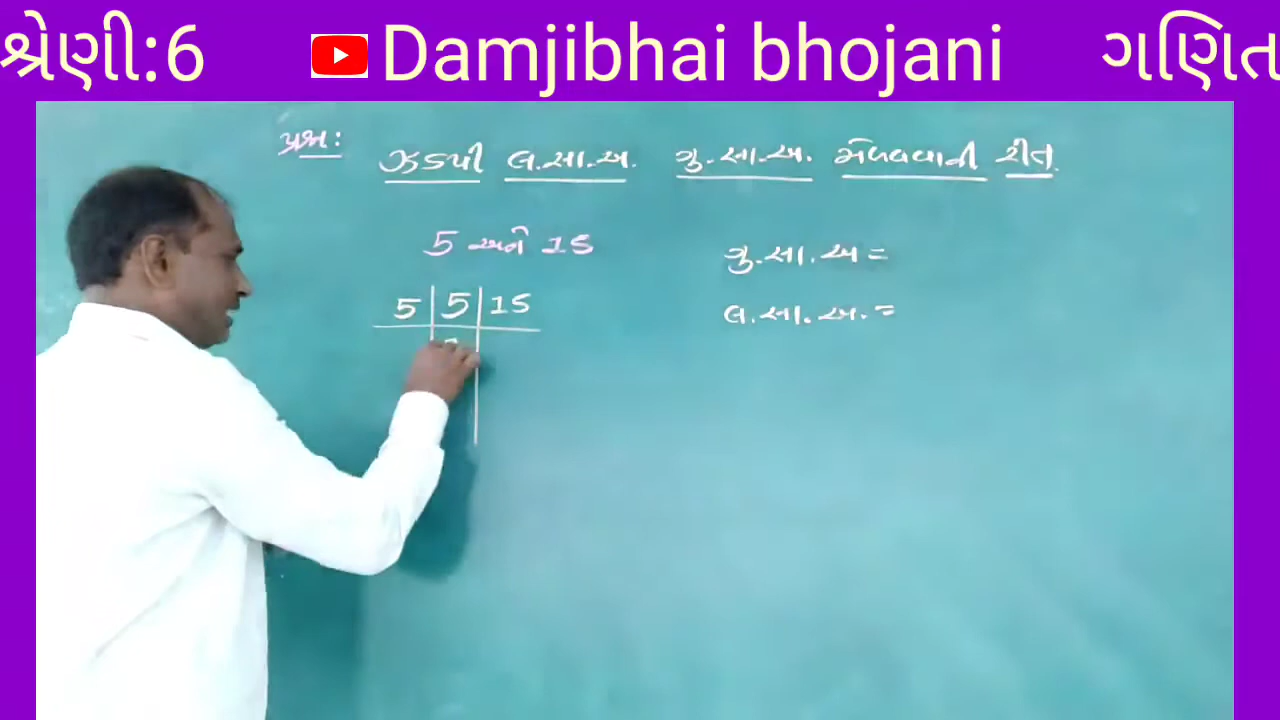 શ્રેણી:6 Damjibhai bhojani ગણિત
પ્રશ્ન: ઝડપી લ.સા.અ. ગુ.સા.અ. મેળવવાની રીત.
5 અને 15
ગુ.સા.અ =
5 5 15
લ.સા.અ. =